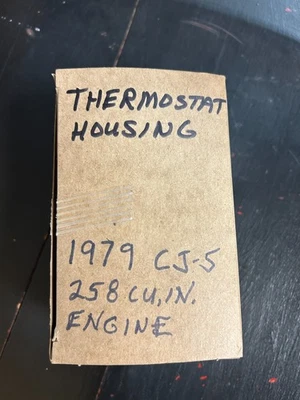 THERMOSTAT
HOUSING
1979 CJ-5
258 CU,IN.
ENGINE